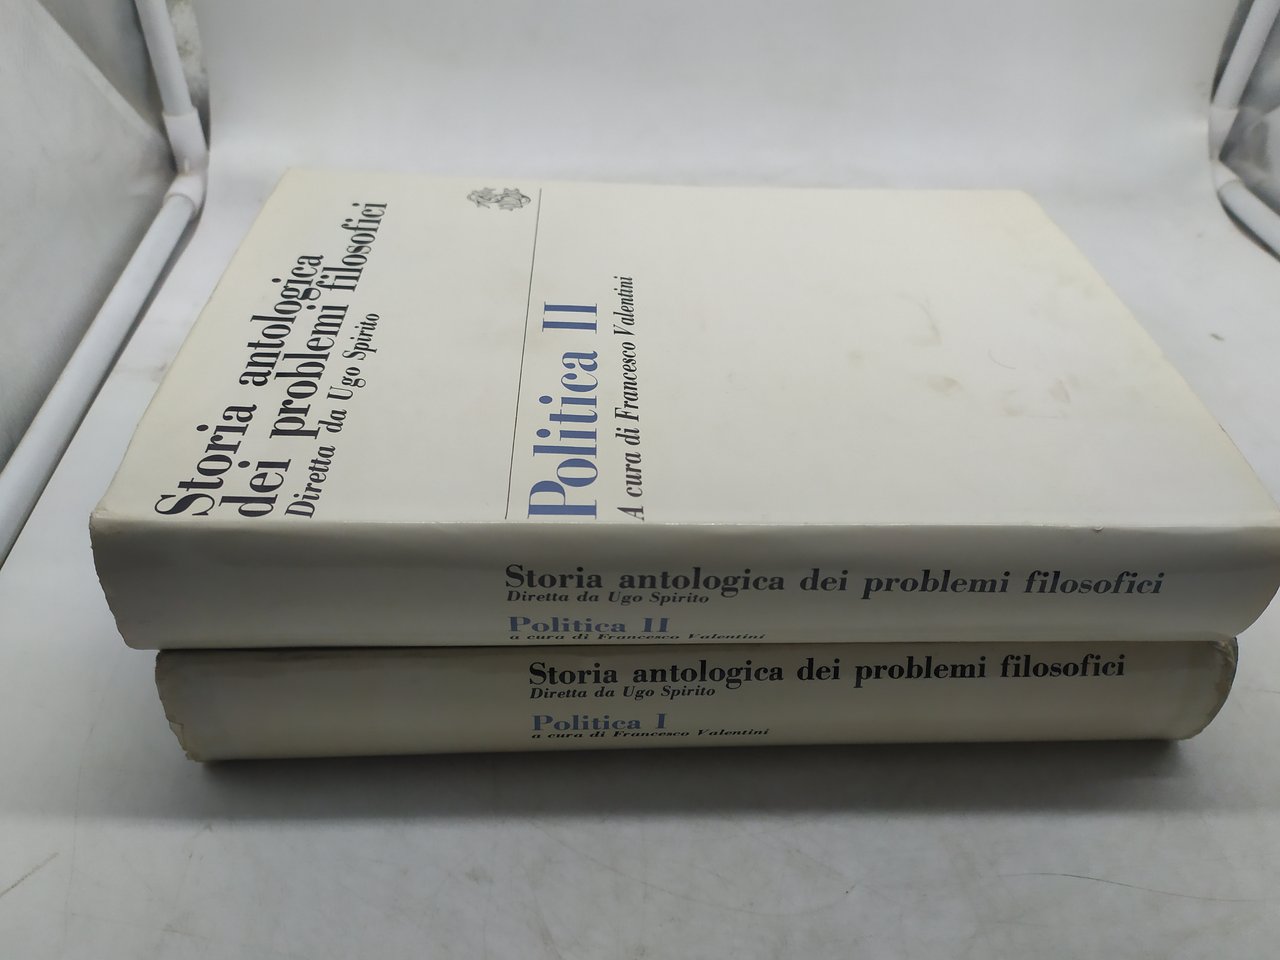 Storia antologica
dei problemi filosofici
Diretta da Ugo Spirito
Politica II
A cura di Francesco Valentini
Storia antologica dei problemi filosofici
Diretta da Ugo Spirito
Politica II
a cura di Francesco Valentini
Storia antologica dei problemi filosofici
Diretta da Ugo Spirito
Politica I
a cura di Francesco Valentini